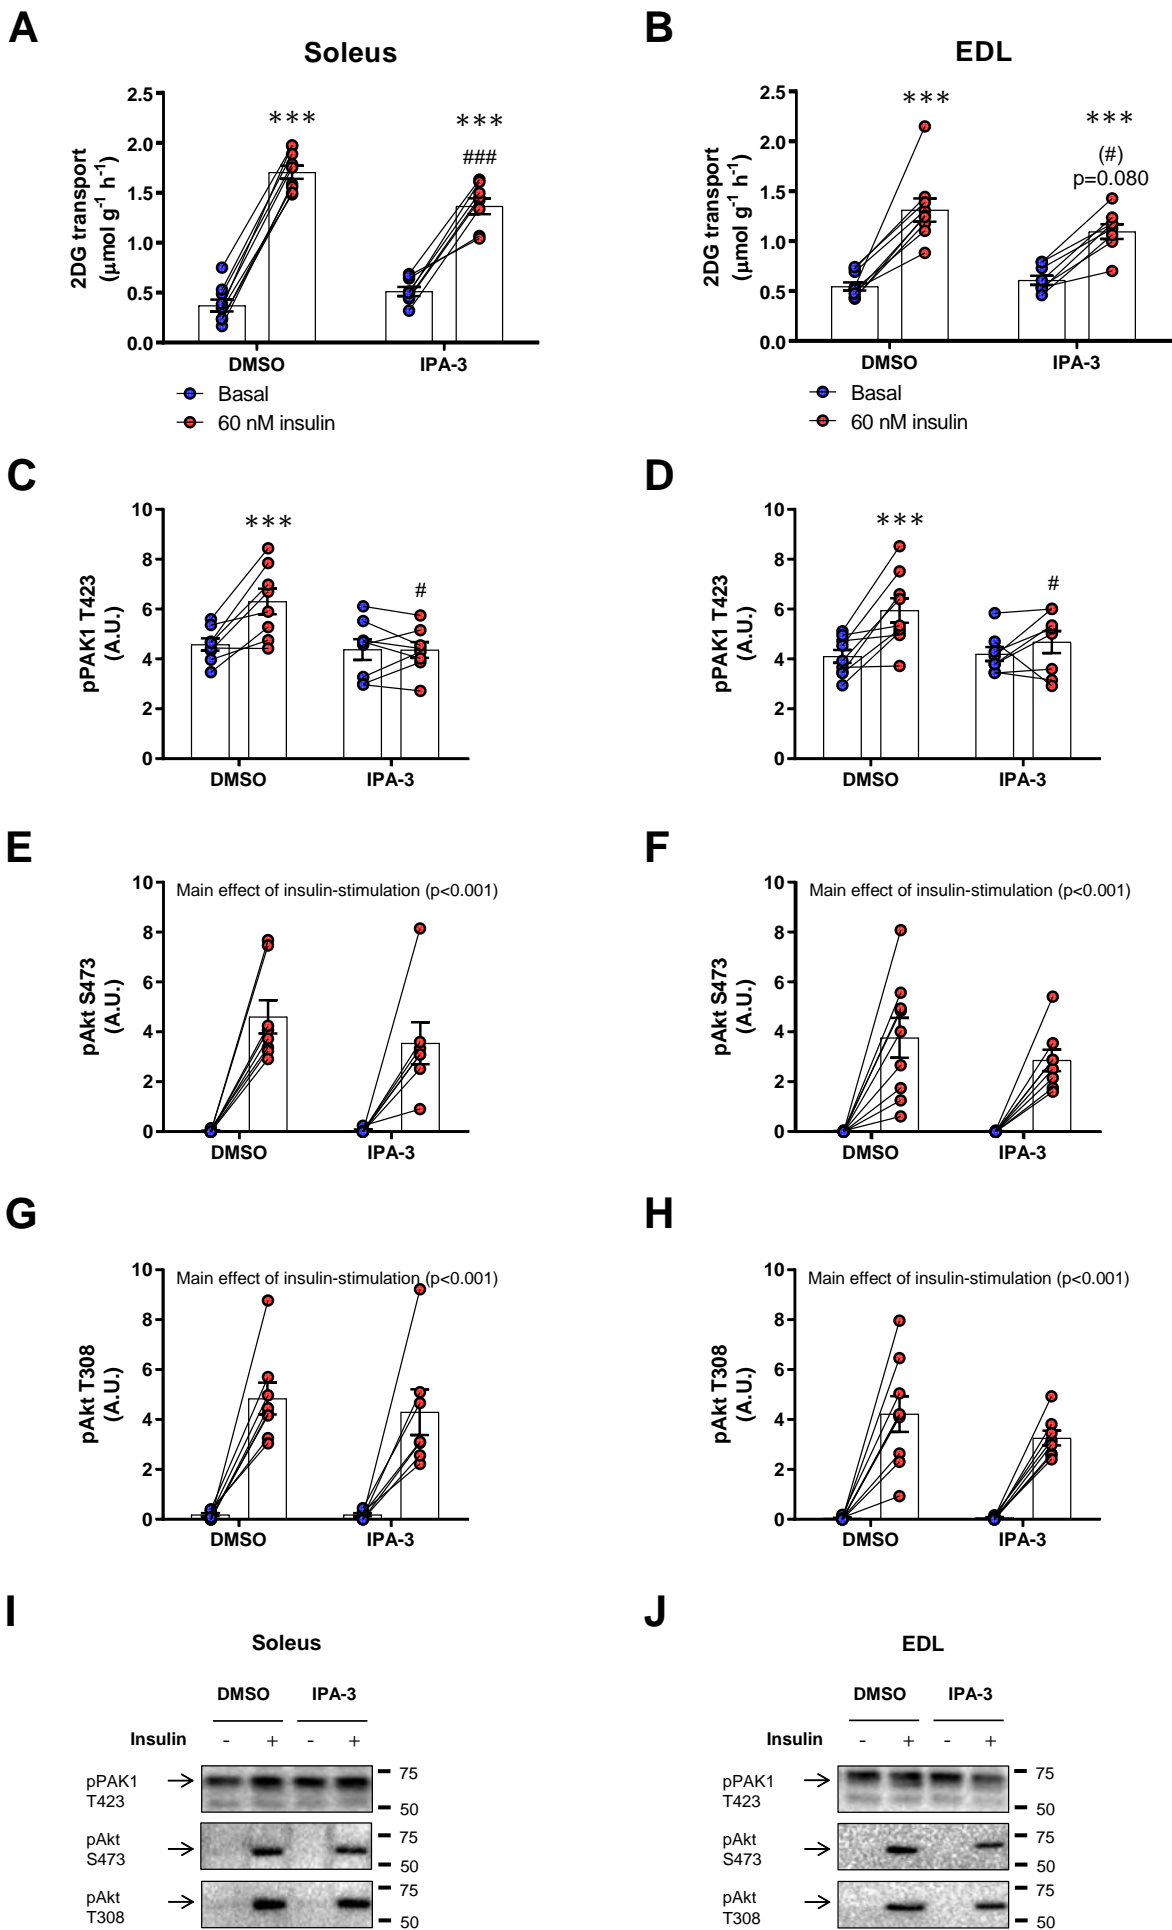 A
B
Soleus
EDL
2DG transport
(μmol g⁻¹ h⁻¹)
2.5
2.0
1.5
1.0
0.5
0.0
***
***
###
DMSO
IPA-3
Basal
60 nM insulin
2DG transport
(μmol g⁻¹ h⁻¹)
2.5
2.0
1.5
1.0
0.5
0.0
***
***
(#)
p=0.080
DMSO
IPA-3
Basal
60 nM insulin
C
D
pPAK1 T423
(A.U.)
10
8
6
4
2
0
***
#
DMSO
IPA-3
pPAK1 T423
(A.U.)
10
8
6
4
2
0
***
#
DMSO
IPA-3
E
F
pAkt S473
(A.U.)
10
8
6
4
2
0
Main effect of insulin-stimulation (p<0.001)
DMSO
IPA-3
pAkt S473
(A.U.)
10
8
6
4
2
0
Main effect of insulin-stimulation (p<0.001)
DMSO
IPA-3
G
H
pAkt T308
(A.U.)
10
8
6
4
2
0
Main effect of insulin-stimulation (p<0.001)
DMSO
IPA-3
pAkt T308
(A.U.)
10
8
6
4
2
0
Main effect of insulin-stimulation (p<0.001)
DMSO
IPA-3
I
J
Soleus
DMSO IPA-3
Insulin - + - +
pPAK1
T423
75
50
pAkt
S473
75
50
pAkt
T308
75
50
EDL
DMSO IPA-3
Insulin - + - +
pPAK1
T423
75
50
pAkt
S473
75
50
pAkt
T308
75
50